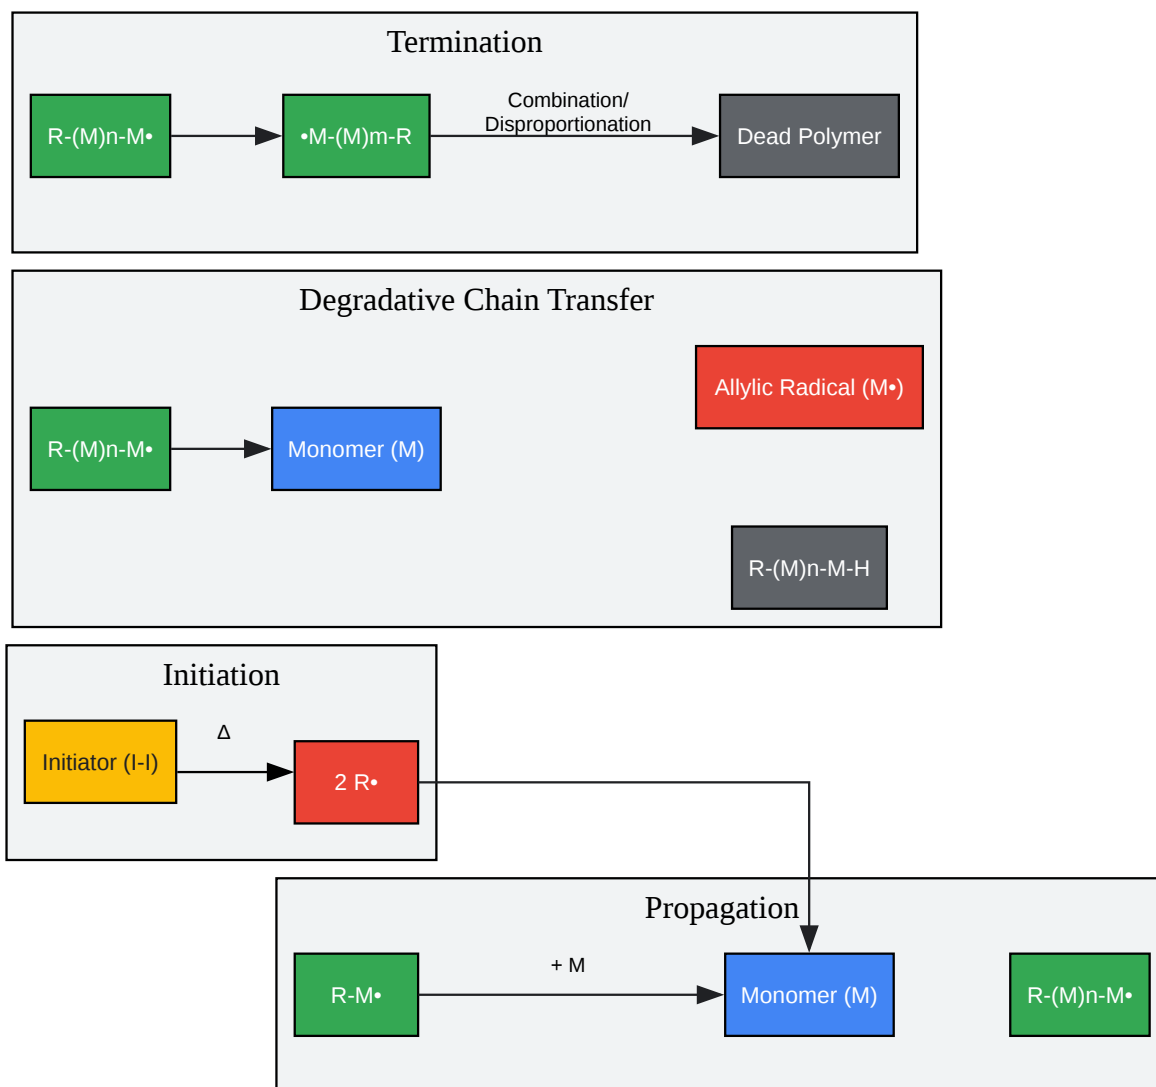 Termination
R-(M)n-M•
•M-(M)m-R
Combination/
Disproportionation
Dead Polymer
Degradative Chain Transfer
Allylic Radical (M•)
R-(M)n-M•
Monomer (M)
R-(M)n-M-H
Initiation
Initiator (I-I)
Δ
2 R•
Propagation
R-M•
+ M
Monomer (M)
R-(M)n-M•